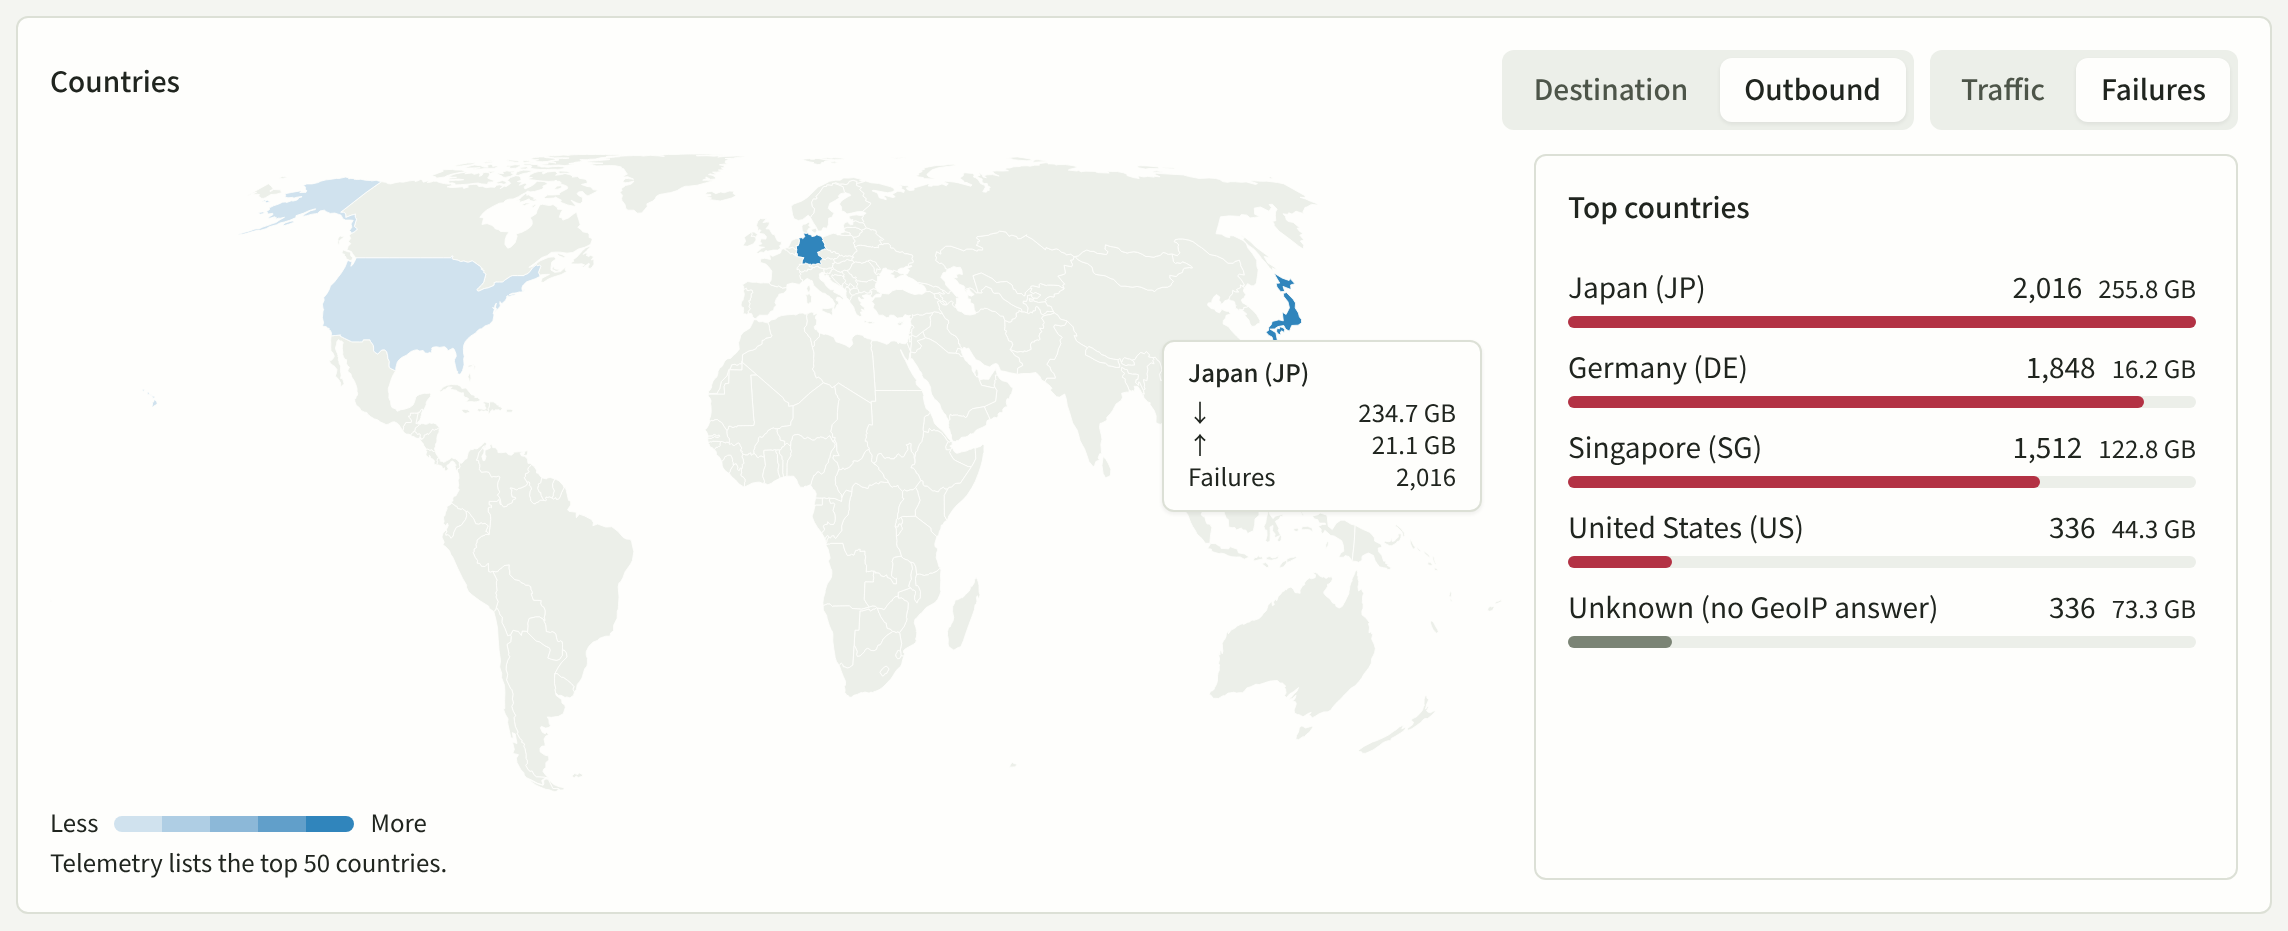 Countries
Destination Outbound Traffic Failures
Top countries
Japan (JP) 2,016 255.8 GB
Germany (DE) 1,848 16.2 GB
Singapore (SG) 1,512 122.8 GB
United States (US) 336 44.3 GB
Unknown (no GeoIP answer) 336 73.3 GB
Japan (JP)
↓ 234.7 GB
↑ 21.1 GB
Failures 2,016
Less More
Telemetry lists the top 50 countries.